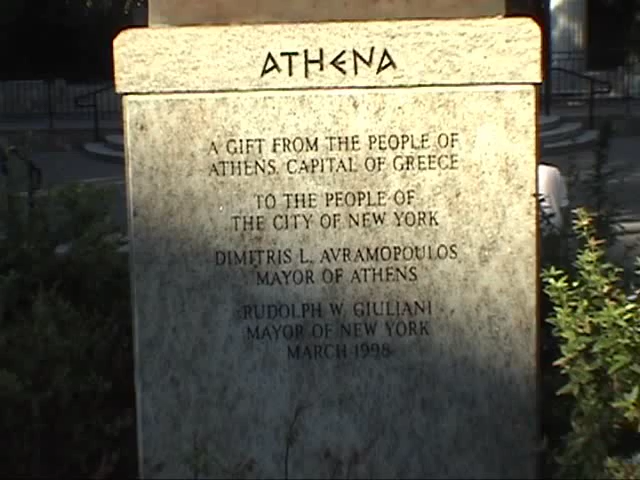 ATHENA
A GIFT FROM THE PEOPLE OF
ATHENS, CAPITAL OF GREECE
TO THE PEOPLE OF
THE CITY OF NEW YORK
DIMITRIS L. AVRAMOPOULOS
MAYOR OF ATHENS
RUDOLPH W. GIULIANI
MAYOR OF NEW YORK
MARCH 1998